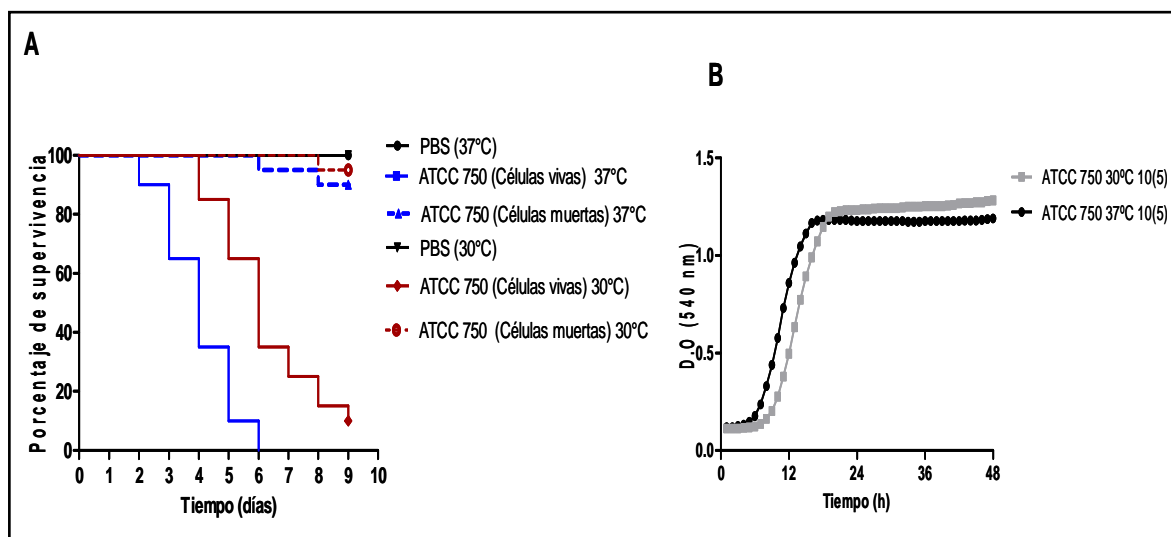 A
Porcentaje de supervivencia
100
80
60
40
20
0
0 1 2 3 4 5 6 7 8 9 10
Tiempo (días)
PBS (37°C)
ATCC 750 (Células vivas) 37°C
ATCC 750 (Células muertas) 37°C
PBS (30°C)
ATCC 750 (Células vivas) 30°C)
ATCC 750 (Células muertas) 30°C
B
D.O (540 nm)
1.5
1.0
0.5
0.0
0 12 24 36 48
Tiempo (h)
ATCC 750 30ºC 10(5)
ATCC 750 37ºC 10(5)